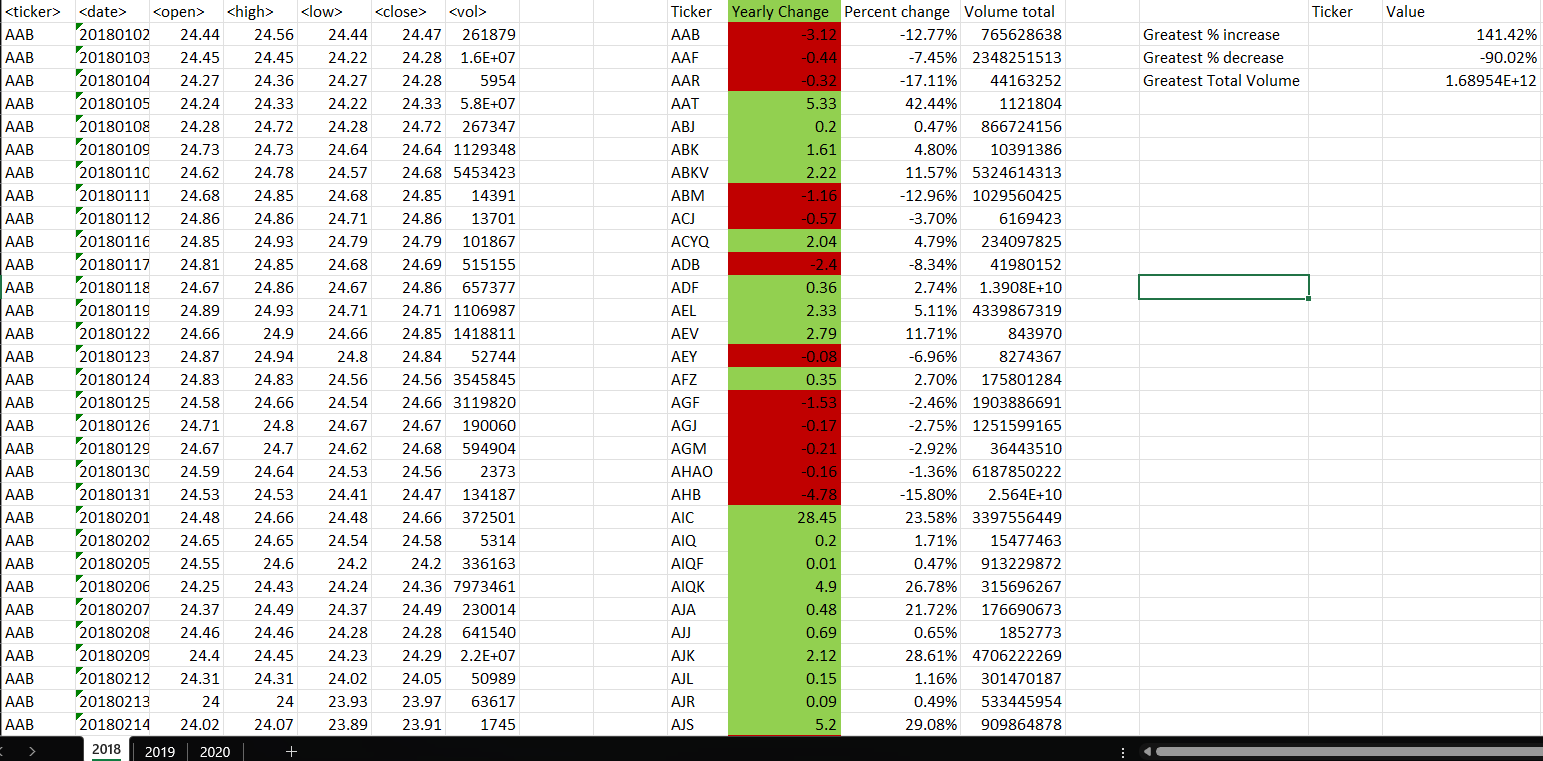 <ticker> <date> <open> <high> <low> <close> <vol> Ticker Yearly Change Percent change Volume total Ticker Value
AAB 20180102 24.44 24.56 24.44 24.47 261879 AAB -3.12 -12.77% 765628638 Greatest % increase 141.42%
AAB 20180103 24.45 24.45 24.22 24.28 1.6E+07 AAF -0.44 -7.45% 2348251513 Greatest % decrease -90.02%
AAB 20180104 24.27 24.36 24.27 24.28 5954 AAR -0.32 -17.11% 44163252 Greatest Total Volume 1.68954E+12
AAB 20180105 24.24 24.33 24.22 24.33 5.8E+07 AAT 5.33 42.44% 1121804
AAB 20180108 24.28 24.72 24.28 24.72 267347 ABJ 0.2 0.47% 866724156
AAB 20180109 24.73 24.73 24.64 24.64 1129348 ABK 1.61 4.80% 10391386
AAB 20180110 24.62 24.78 24.57 24.68 5453423 ABKV 2.22 11.57% 5324614313
AAB 20180111 24.68 24.85 24.68 24.85 14391 ABM -1.16 -12.96% 1029560425
AAB 20180112 24.86 24.86 24.71 24.86 13701 ACJ -0.57 -3.70% 6169423
AAB 20180116 24.85 24.93 24.79 24.79 101867 ACYQ 2.04 4.79% 234097825
AAB 20180117 24.81 24.85 24.68 24.69 515155 ADB -2.4 -8.34% 41980152
AAB 20180118 24.67 24.86 24.67 24.86 657377 ADF 0.36 2.74% 1.3908E+10
AAB 20180119 24.89 24.93 24.71 24.71 1106987 AEL 2.33 5.11% 4339867319
AAB 20180122 24.66 24.9 24.66 24.85 1418811 AEV 2.79 11.71% 843970
AAB 20180123 24.87 24.94 24.8 24.84 52744 AEY -0.08 -6.96% 8274367
AAB 20180124 24.83 24.83 24.56 24.56 3545845 AFZ 0.35 2.70% 175801284
AAB 20180125 24.58 24.66 24.54 24.66 3119820 AGF -1.53 -2.46% 1903886691
AAB 20180126 24.71 24.8 24.67 24.67 190060 AGJ -0.17 -2.75% 1251599165
AAB 20180129 24.67 24.7 24.62 24.68 594904 AGM -0.21 -2.92% 36443510
AAB 20180130 24.59 24.64 24.53 24.56 2373 AHAO -0.16 -1.36% 6187850222
AAB 20180131 24.53 24.53 24.41 24.47 134187 AHB -4.78 -15.80% 2.564E+10
AAB 20180201 24.48 24.66 24.48 24.66 372501 AIC 28.45 23.58% 3397556449
AAB 20180202 24.65 24.65 24.54 24.58 5314 AIQ 0.2 1.71% 15477463
AAB 20180205 24.55 24.6 24.2 24.2 336163 AIQF 0.01 0.47% 913229872
AAB 20180206 24.25 24.43 24.24 24.36 7973461 AIQK 4.9 26.78% 315696267
AAB 20180207 24.37 24.49 24.37 24.49 230014 AJA 0.48 21.72% 176690673
AAB 20180208 24.46 24.46 24.28 24.28 641540 AJJ 0.69 0.65% 1852773
AAB 20180209 24.4 24.45 24.23 24.29 2.2E+07 AJK 2.12 28.61% 4706222269
AAB 20180212 24.31 24.31 24.02 24.05 50989 AJL 0.15 1.16% 301470187
AAB 20180213 24 24 23.93 23.97 63617 AJR 0.09 0.49% 533445954
AAB 20180214 24.02 24.07 23.89 23.91 1745 AJS 5.2 29.08% 909864878
2018 2019 2020